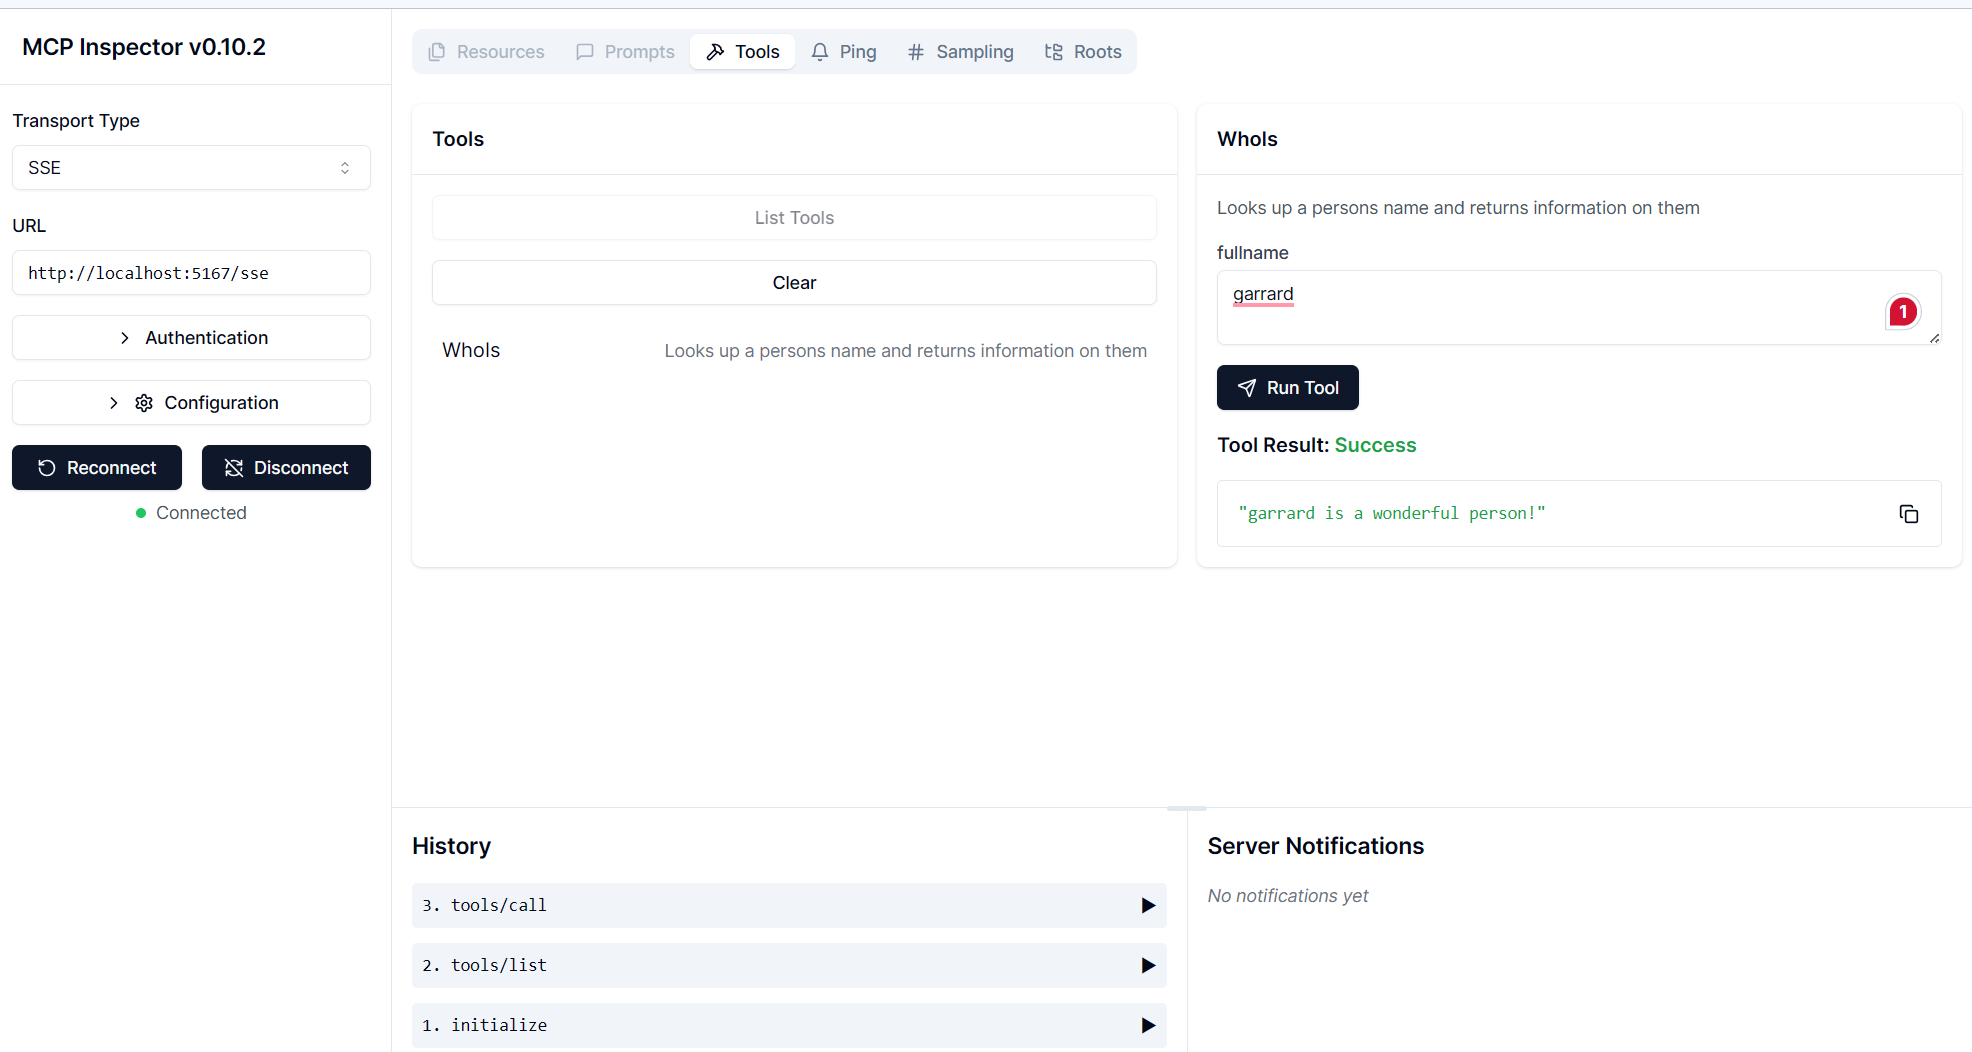 MCP Inspector v0.10.2
Transport Type
SSE
URL
http://localhost:5167/sse
Authentication
Configuration
Reconnect
Disconnect
Connected
Resources
Prompts
Tools
Ping
Sampling
Roots
Tools
List Tools
Clear
WhoIs
Looks up a persons name and returns information on them
WhoIs
Looks up a persons name and returns information on them
fullname
garrard
1
Run Tool
Tool Result: Success
"garrard is a wonderful person!"
History
3. tools/call
2. tools/list
1. initialize
Server Notifications
No notifications yet